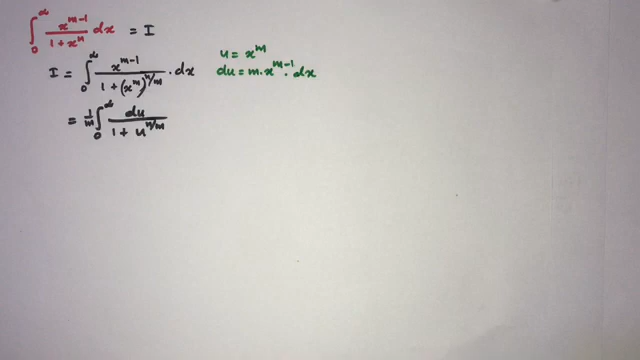 ∫₀^∞ x^(m-1)/(1+x^n) dx = I
I = ∫₀^∞ x^(m-1)/(1+(x^m)^(n/m)) · dx
u = x^m
du = m·x^(m-1)·dx
= 1/m ∫₀^∞ du/(1+u^(n/m))